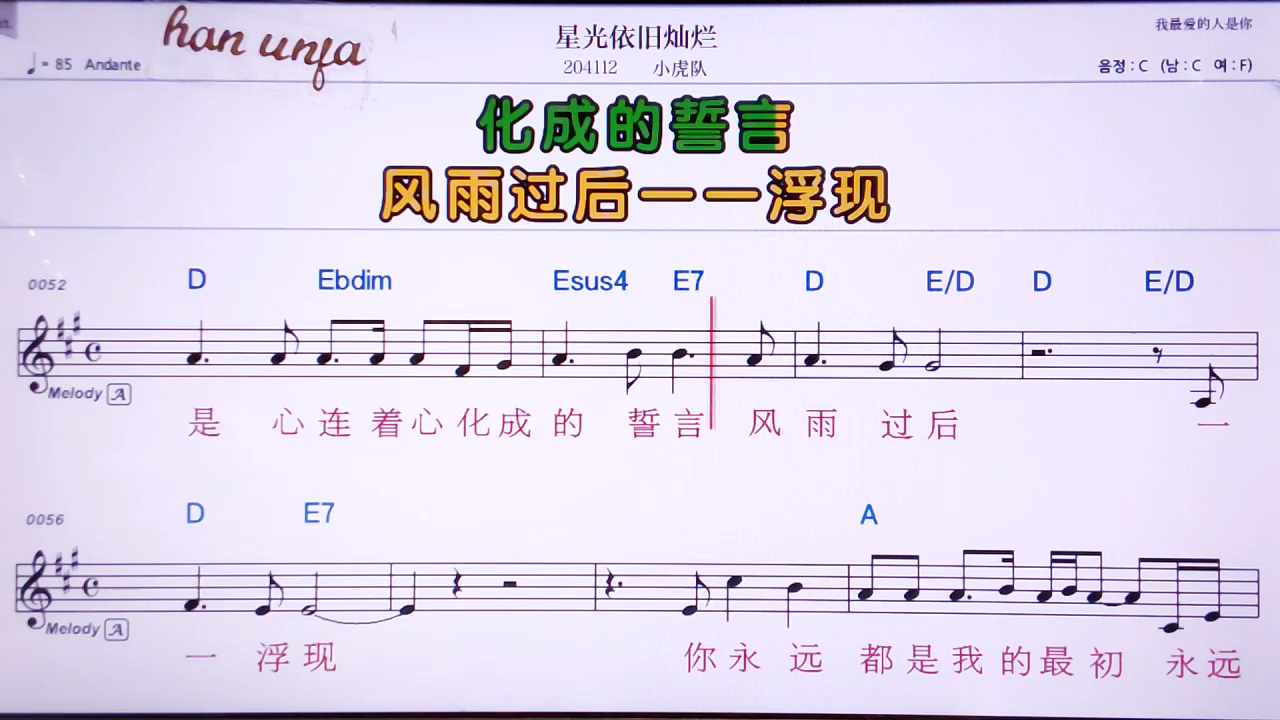 han unfa
星光依旧灿烂
我最爱的人是你
♩= 85 Andante
204112 小虎队
음정 : C (남 : C 여 : F)
化成的誓言
风雨过后一一浮现
0052 D Ebdim Esus4 E7 D E/D D E/D
Melody A
是 心 连 着 心 化 成 的 誓 言 风 雨 过 后 一
0056 D E7 A
Melody A
一 浮 现 你 永 远 都 是 我 的 最 初 永 远